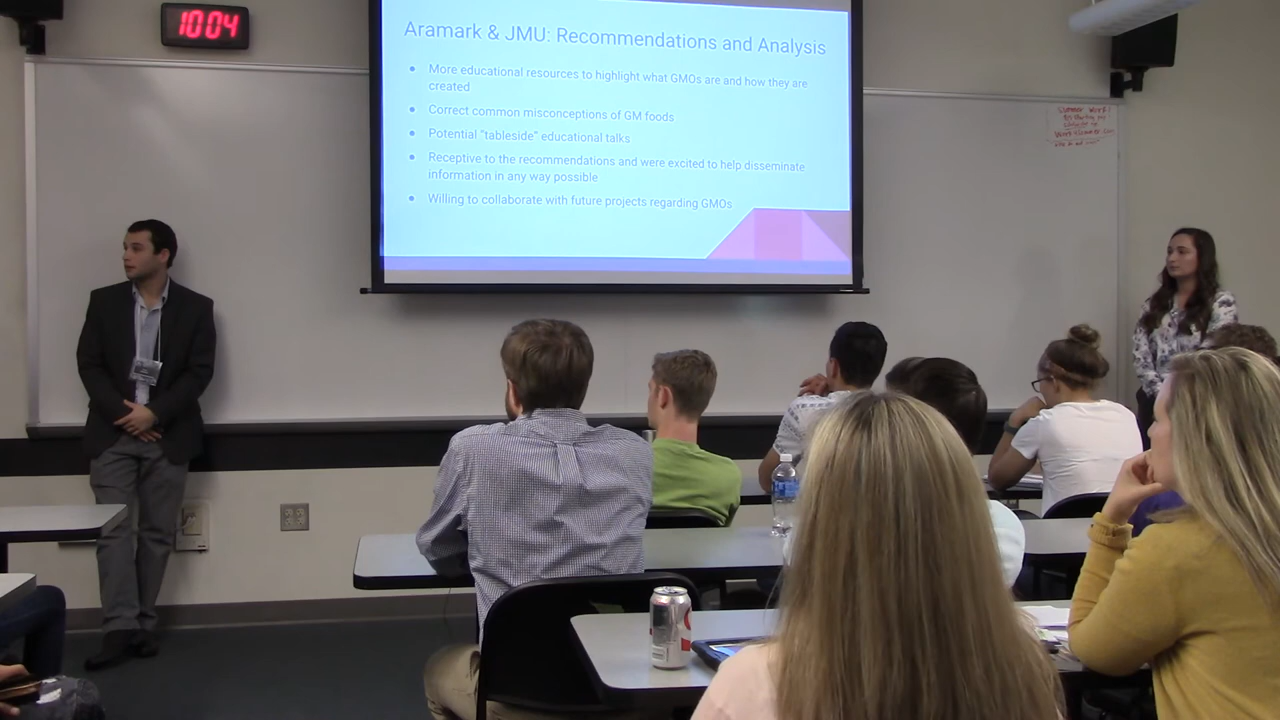 10:04
Aramark & JMU: Recommendations and Analysis
More educational resources to highlight what GMOs are and how they are
created
Correct common misconceptions of GM foods
Potential "tableside" educational talks
Receptive to the recommendations and were excited to help disseminate
information in any way possible
Willing to collaborate with future projects regarding GMOs